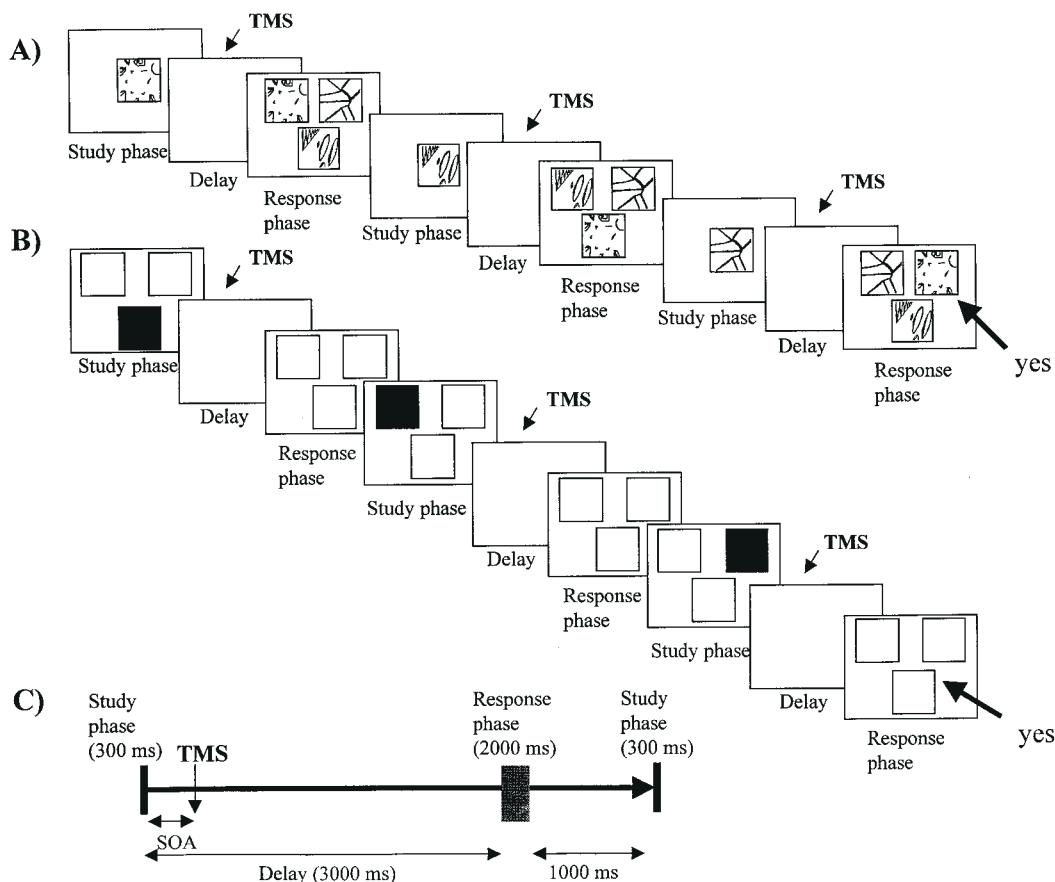 A)
TMS
Study phase
Delay
Response
phase
TMS
Study phase
Delay
Response
phase
TMS
Study phase
Delay
Response
phase
yes
B)
TMS
Study phase
Delay
Response
phase
TMS
Study phase
Delay
Response
phase
TMS
Study phase
Delay
Response
phase
yes
C)
Study
phase
(300 ms)
TMS
SOA
Delay (3000 ms)
Response
phase
(2000 ms)
1000 ms
Study
phase
(300 ms)